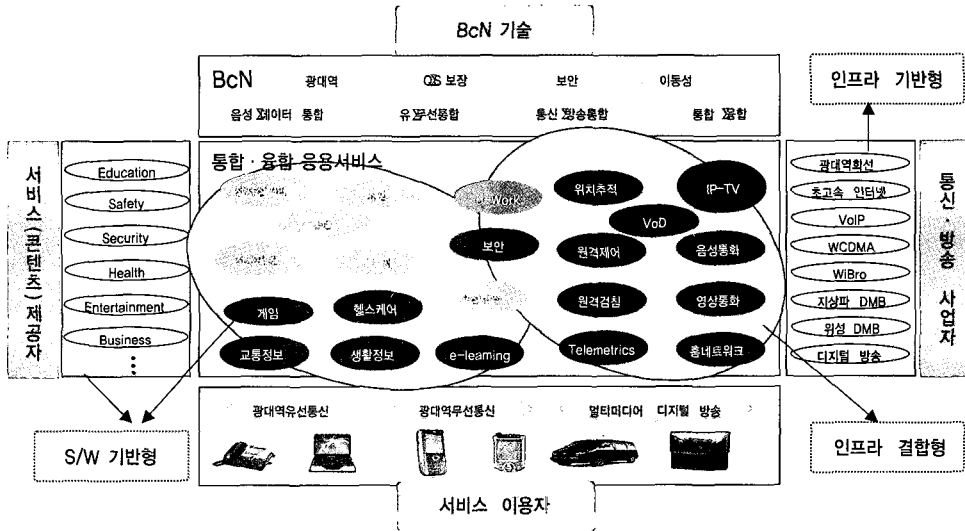 BcN 기술
BcN 광대역 QoS 보장 보안 이동성
음성 데이터 통합 유 무선통합 통신 방송통합 통합 융합
인프라 기반형
서비스(콘텐츠) 제공자
Education
Safety
Security
Health
Entertainment
Business
통합 · 융합 응용서비스
Work
위치추적
IP-TV
VoD
보안
원격제어
음성통화
게임
헬스케어
원격검침
영상통화
교통정보
생활정보
e-learning
Telemetrics
홈네트워크
광대역회선
초고속 인터넷
VoIP
WCDMA
WiBro
지상파 DMB
위성 DMB
디지털 방송
통신 · 방송 사업자
광대역유선통신 광대역무선통신 멀티미디어 디지털 방송
S/W 기반형
인프라 결합형
서비스 이용자